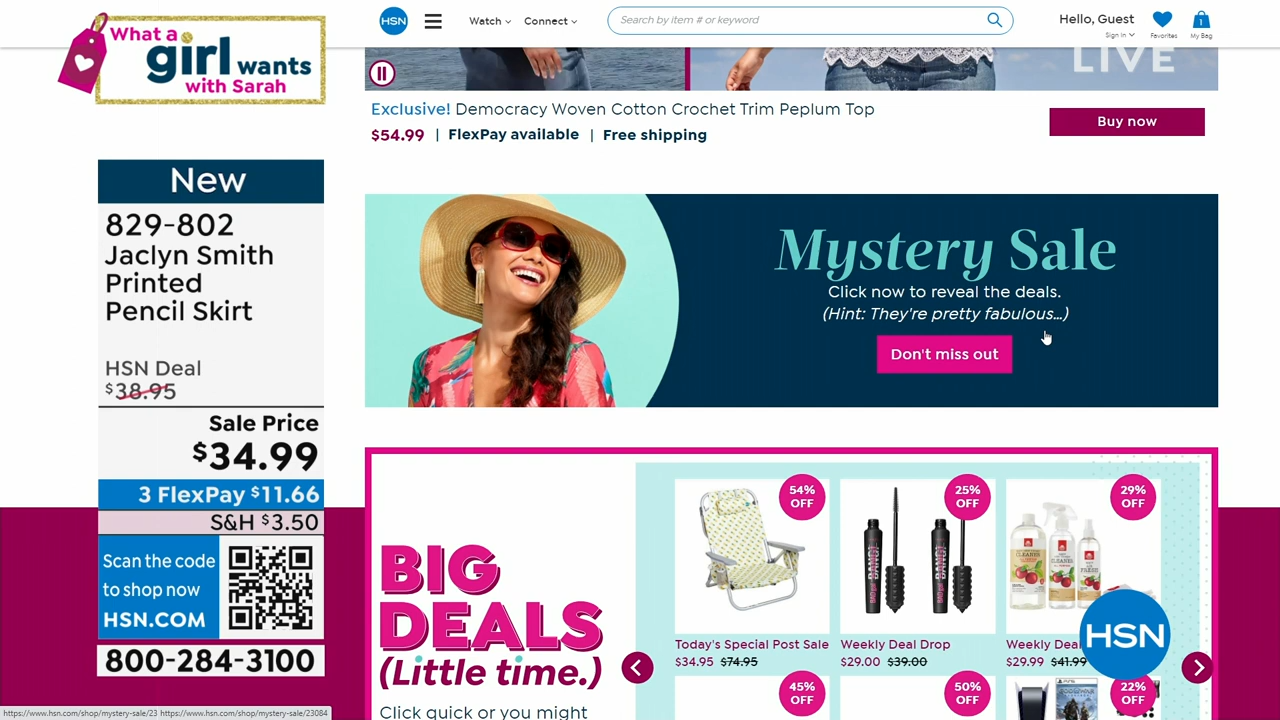 What a
girl wants
with Sarah
New
829-802
Jaclyn Smith
Printed
Pencil Skirt
HSN Deal
$38.95
Sale Price
$34.99
3 FlexPay $11.66
S&H $3.50
Scan the code
to shop now
HSN.COM
800-284-3100
HSN
Watch
Connect
Search by item # or keyword
Hello, Guest
Sign In
Favorites
1
My Bag
LIVE
Exclusive! Democracy Woven Cotton Crochet Trim Peplum Top
$54.99 | FlexPay available | Free shipping
Buy now
Mystery Sale
Click now to reveal the deals.
(Hint: They're pretty fabulous...)
Don't miss out
BIG
DEALS
(Little time.)
Click quick or you might
54%
OFF
Today's Special Post Sale
$34.95 $74.95
25%
OFF
BANG!
BANG!
Weekly Deal Drop
$29.00 $39.00
29%
OFF
CLEANER
CLEANER
FRESH
Weekly Deal
$29.99 $41.99
HSN
45%
OFF
50%
OFF
22%
OFF
https://www.hsn.com/shop/mystery-sale/23 https://www.hsn.com/shop/mystery-sale/23084